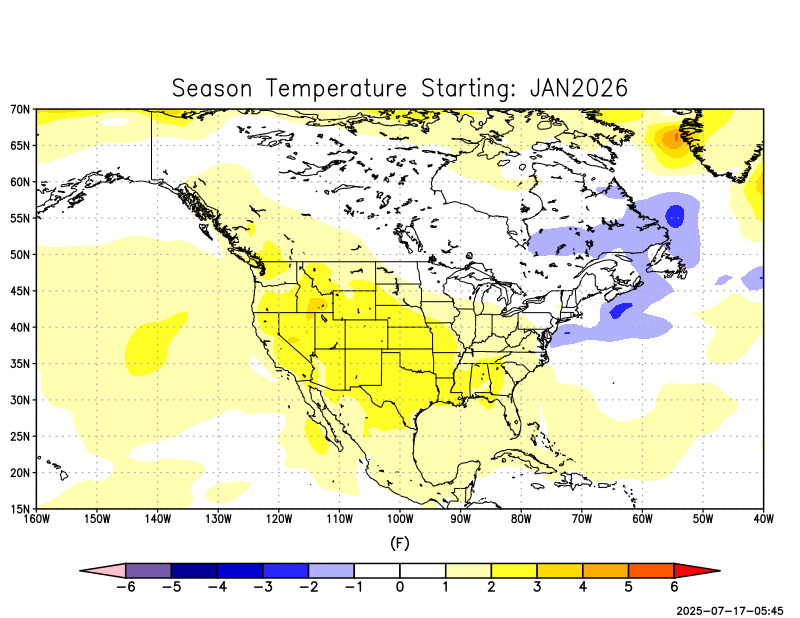 Season Temperature Starting: JAN2026
70N
65N
60N
55N
50N
45N
40N
35N
30N
25N
20N
15N
160W 150W 140W 130W 120W 110W 100W 90W 80W 70W 60W 50W 40W
(F)
−6 −5 −4 −3 −2 −1 0 1 2 3 4 5 6
2025-07-17-05:45